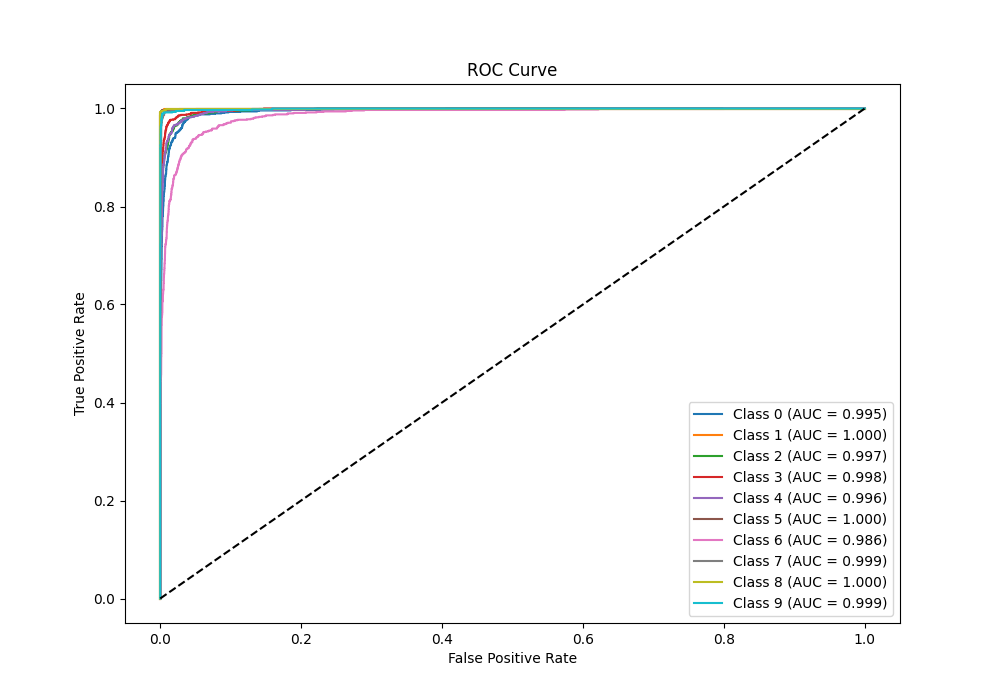 ROC Curve
True Positive Rate
1.0
0.8
0.6
0.4
0.2
0.0
0.0 0.2 0.4 0.6 0.8 1.0
False Positive Rate
Class 0 (AUC = 0.995)
Class 1 (AUC = 1.000)
Class 2 (AUC = 0.997)
Class 3 (AUC = 0.998)
Class 4 (AUC = 0.996)
Class 5 (AUC = 1.000)
Class 6 (AUC = 0.986)
Class 7 (AUC = 0.999)
Class 8 (AUC = 1.000)
Class 9 (AUC = 0.999)